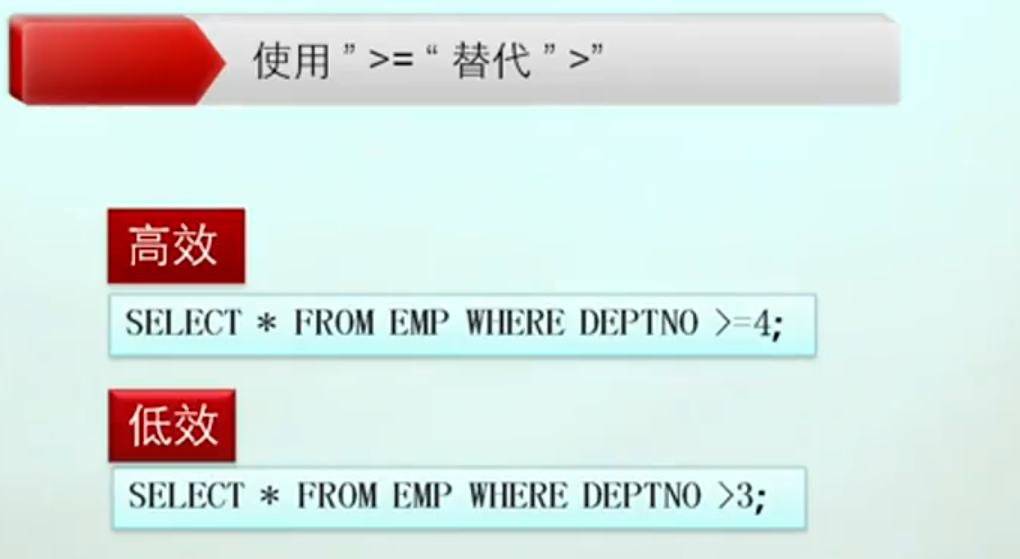 使用 ” >= “ 替代 ” >”
高效
SELECT * FROM EMP WHERE DEPTNO >=4;
低效
SELECT * FROM EMP WHERE DEPTNO >3;